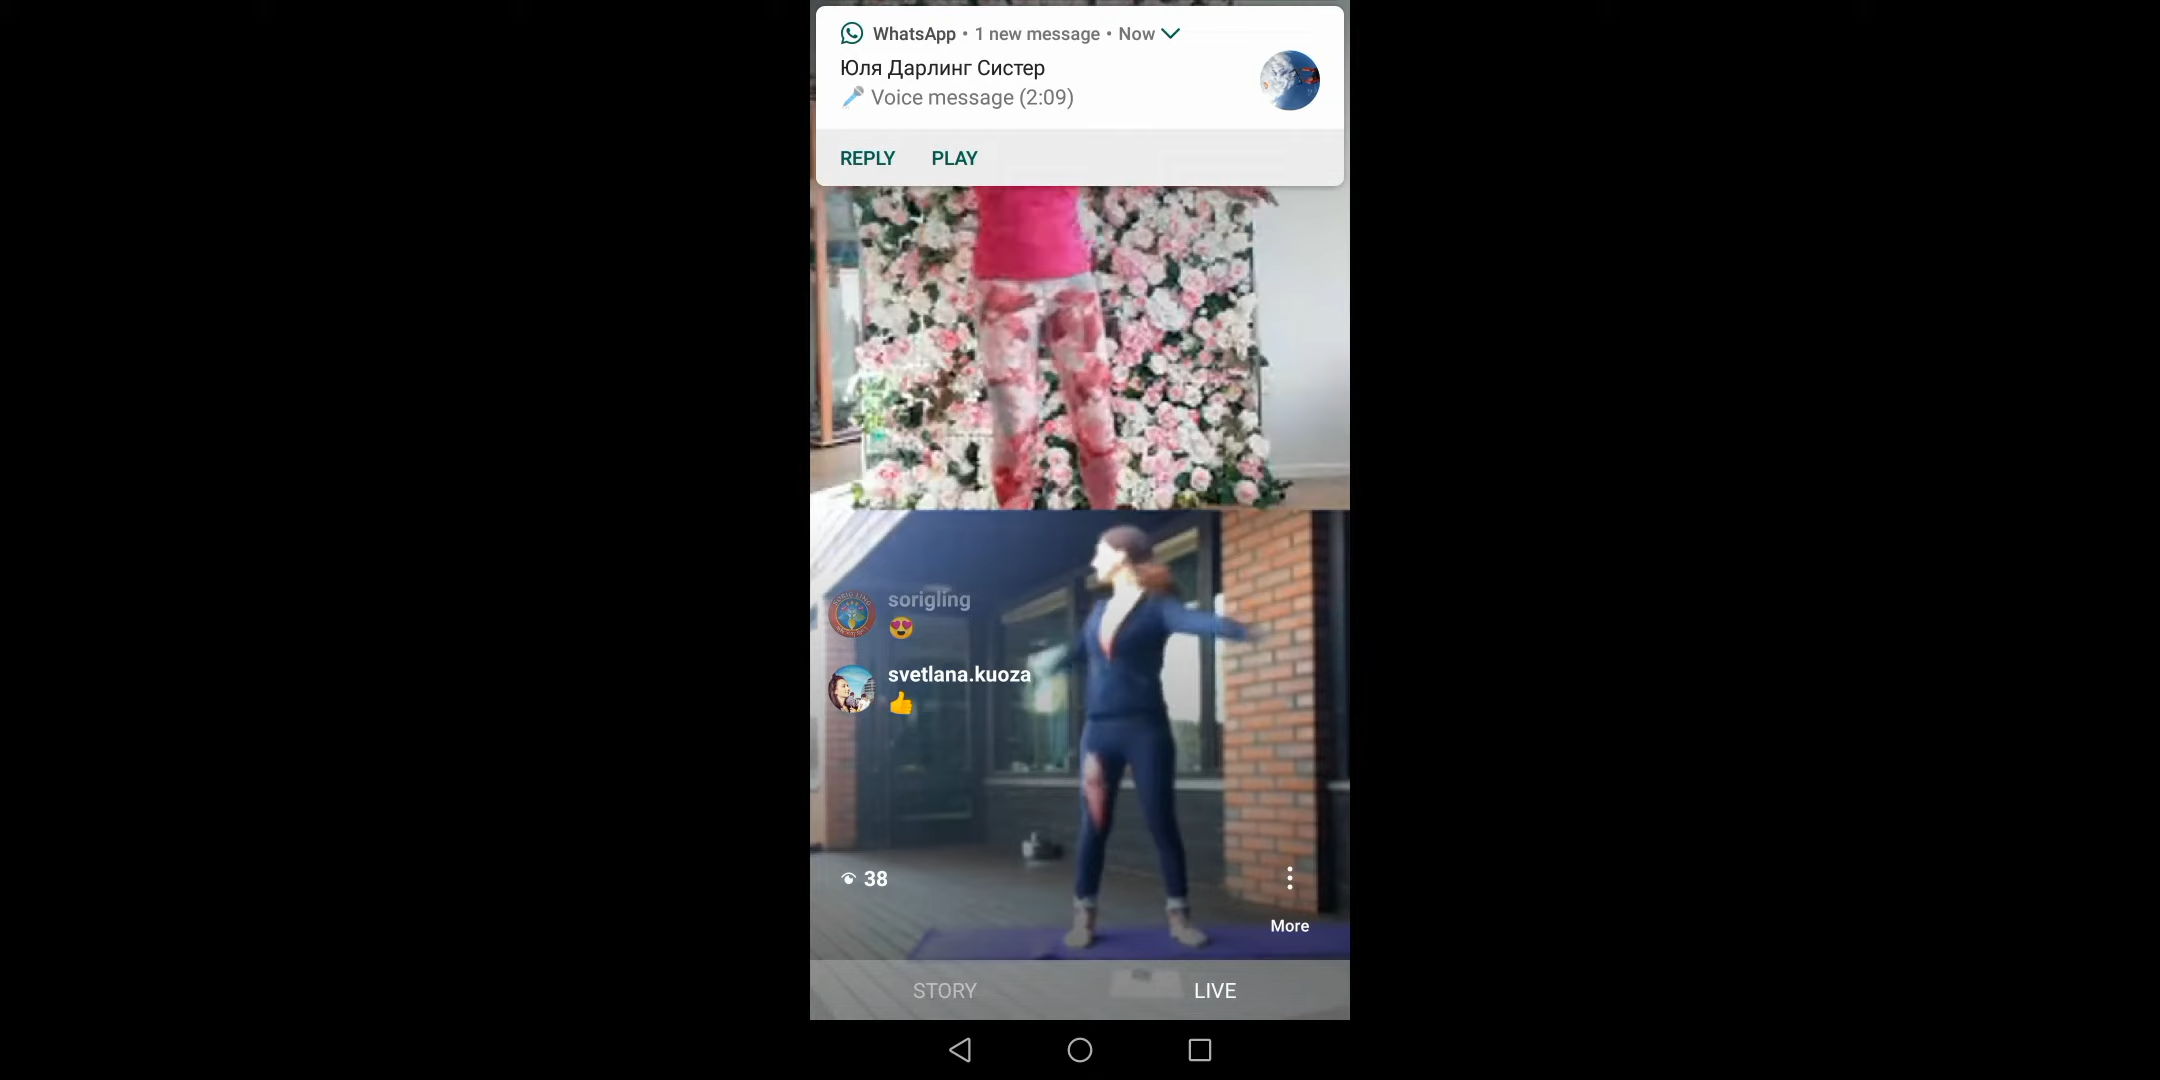 WhatsApp • 1 new message • Now
Юля Дарлинг Систер
🎤 Voice message (2:09)
REPLY PLAY
sorigling
😍
svetlana.kuoza
👍
38
More
STORY LIVE